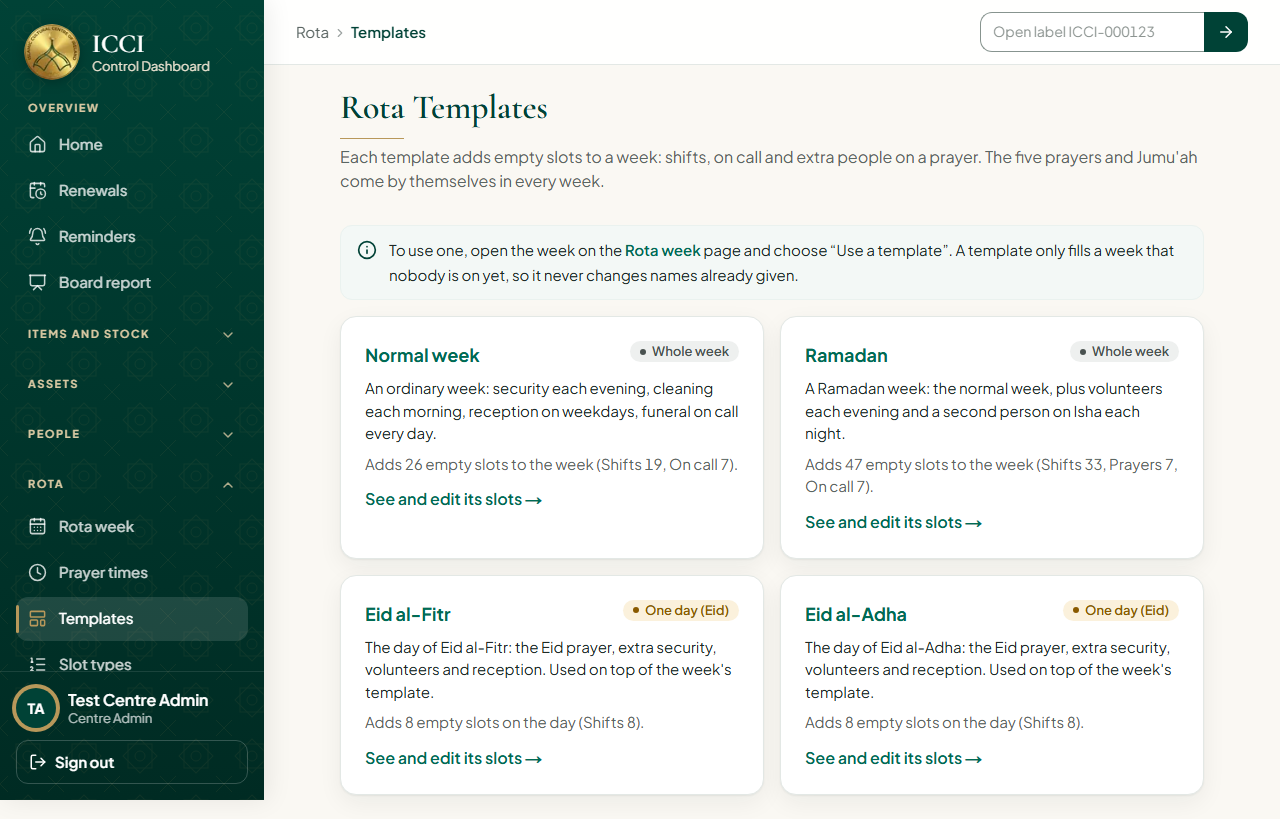 ICCI
Control Dashboard
OVERVIEW
Home
Renewals
Reminders
Board report
ITEMS AND STOCK
ASSETS
PEOPLE
ROTA
Rota week
Prayer times
Templates
Slot types
TA
Test Centre Admin
Centre Admin
Sign out
Rota › Templates
Open label ICCI-000123
Rota Templates
Each template adds empty slots to a week: shifts, on call and extra people on a prayer. The five prayers and Jumu'ah
come by themselves in every week.
To use one, open the week on the Rota week page and choose “Use a template”. A template only fills a week that
nobody is on yet, so it never changes names already given.
Normal week
Whole week
An ordinary week: security each evening, cleaning
each morning, reception on weekdays, funeral on call
every day.
Adds 26 empty slots to the week (Shifts 19, On call 7).
See and edit its slots →
Ramadan
Whole week
A Ramadan week: the normal week, plus volunteers
each evening and a second person on Isha each
night.
Adds 47 empty slots to the week (Shifts 33, Prayers 7,
On call 7).
See and edit its slots →
Eid al-Fitr
One day (Eid)
The day of Eid al-Fitr: the Eid prayer, extra security,
volunteers and reception. Used on top of the week's
template.
Adds 8 empty slots on the day (Shifts 8).
See and edit its slots →
Eid al-Adha
One day (Eid)
The day of Eid al-Adha: the Eid prayer, extra security,
volunteers and reception. Used on top of the week's
template.
Adds 8 empty slots on the day (Shifts 8).
See and edit its slots →